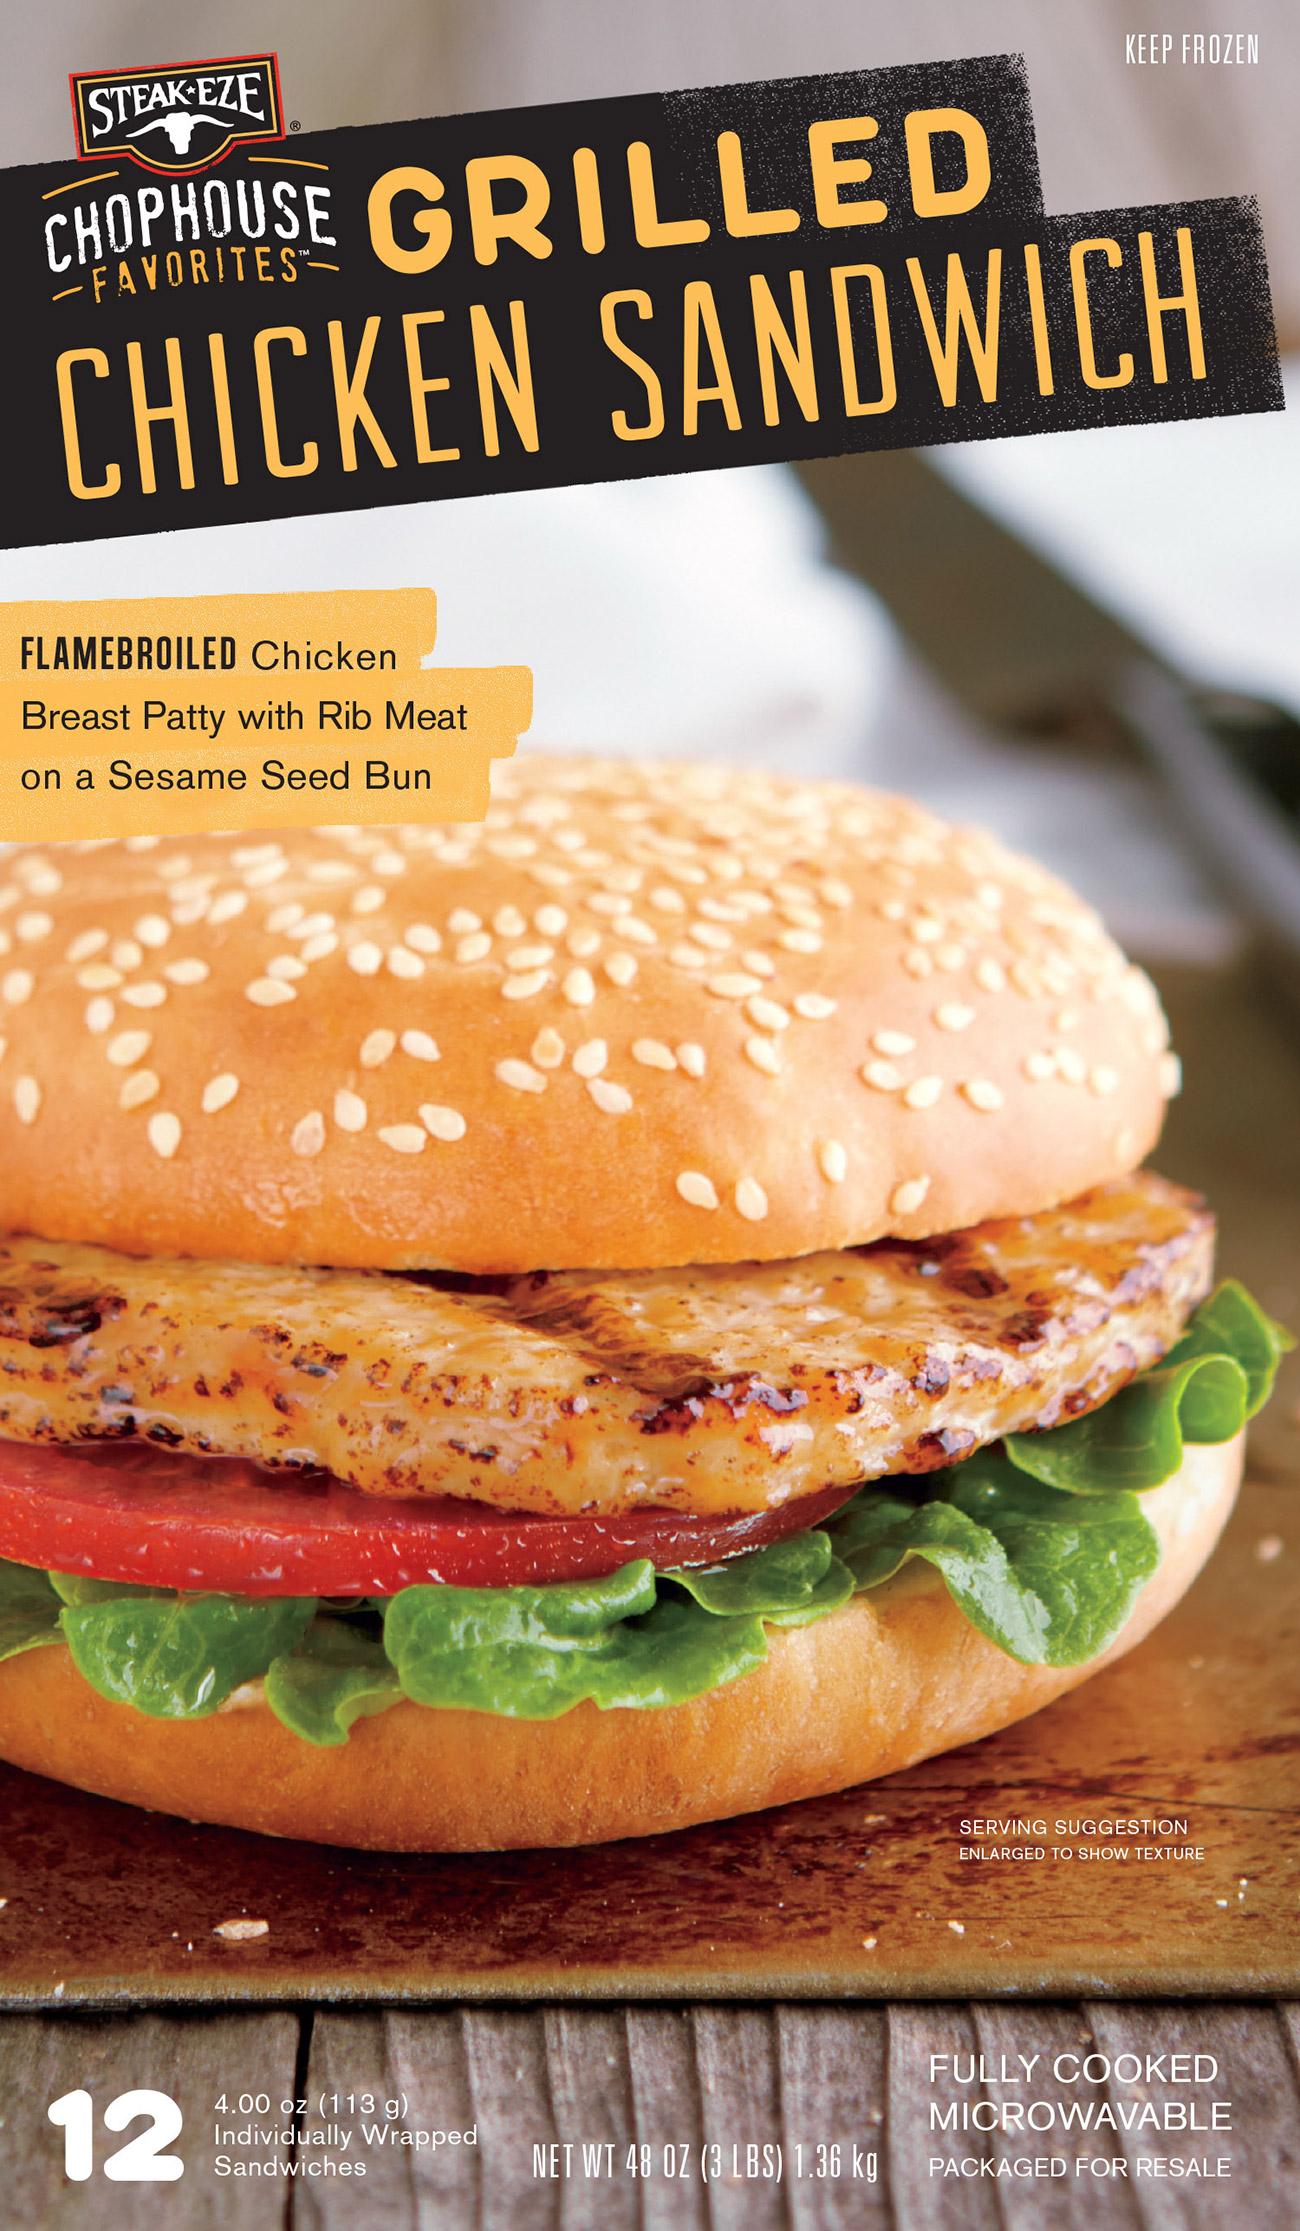 KEEP FROZEN
STEAK★EZE®
CHOPHOUSE
FAVORITES™
GRILLED
CHICKEN SANDWICH
FLAMEBROILED Chicken
Breast Patty with Rib Meat
on a Sesame Seed Bun
SERVING SUGGESTION
ENLARGED TO SHOW TEXTURE
12
4.00 oz (113 g)
Individually Wrapped
Sandwiches
NET WT 48 OZ (3 LBS) 1.36 kg
FULLY COOKED
MICROWAVABLE
PACKAGED FOR RESALE